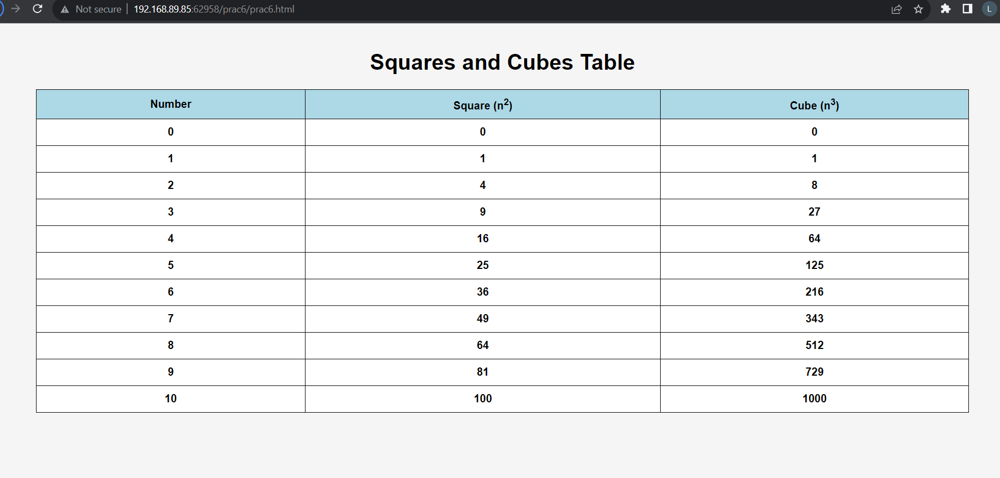 Not secure | 192.168.89.85:62958/prac6/prac6.html L
Squares and Cubes Table
Number Square (n²) Cube (n³)
0 0 0
1 1 1
2 4 8
3 9 27
4 16 64
5 25 125
6 36 216
7 49 343
8 64 512
9 81 729
10 100 1000